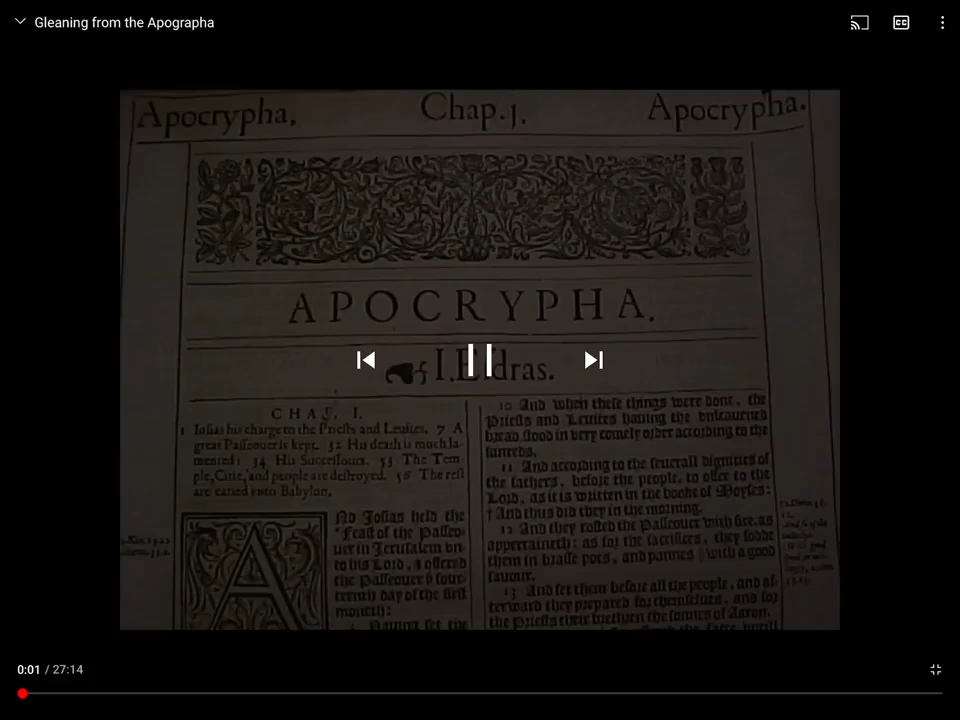 Gleaning from the Apographa
Apocrypha. Chap.j. Apocrypha.
APOCRYPHA.
I.Esdras.
CHAP. I.
1 Iosias his charge to the Priests and Leuites. 7 A
great Passeouer is kept. 32 His death is much la-
mented: 34 His Successours. 53 The Tem-
ple, Citie, and people are destroyed. 56 The rest
are caried vnto Babylon.
ANd Iosias held the
Feast of the Passeo-
uer in Ierusalem vn-
to his Lord, & offered
the Passeouer ye four-
teenth day of the first
moneth:
2 Hauing set the
10 And when these things were done, the
Priests and Leuites hauing the vnleauened
bread stood in very comely order according to the
kinreds,
11 And according to the seuerall dignities of
the fathers, before the people, to offer to the
Lord, as it is written in the booke of Moyses:
† And thus did they in the morning.
12 And they rosted the Passeouer with fire, as
appertaineth: as for the sacrifices, they sodde
them in brasse pots, and pannes with a good
sauour.
13 And set them before all the people, and af-
terward they prepared for themselues, and for
the Priests their brethren the sonnes of Aaron.
0:01 / 27:14